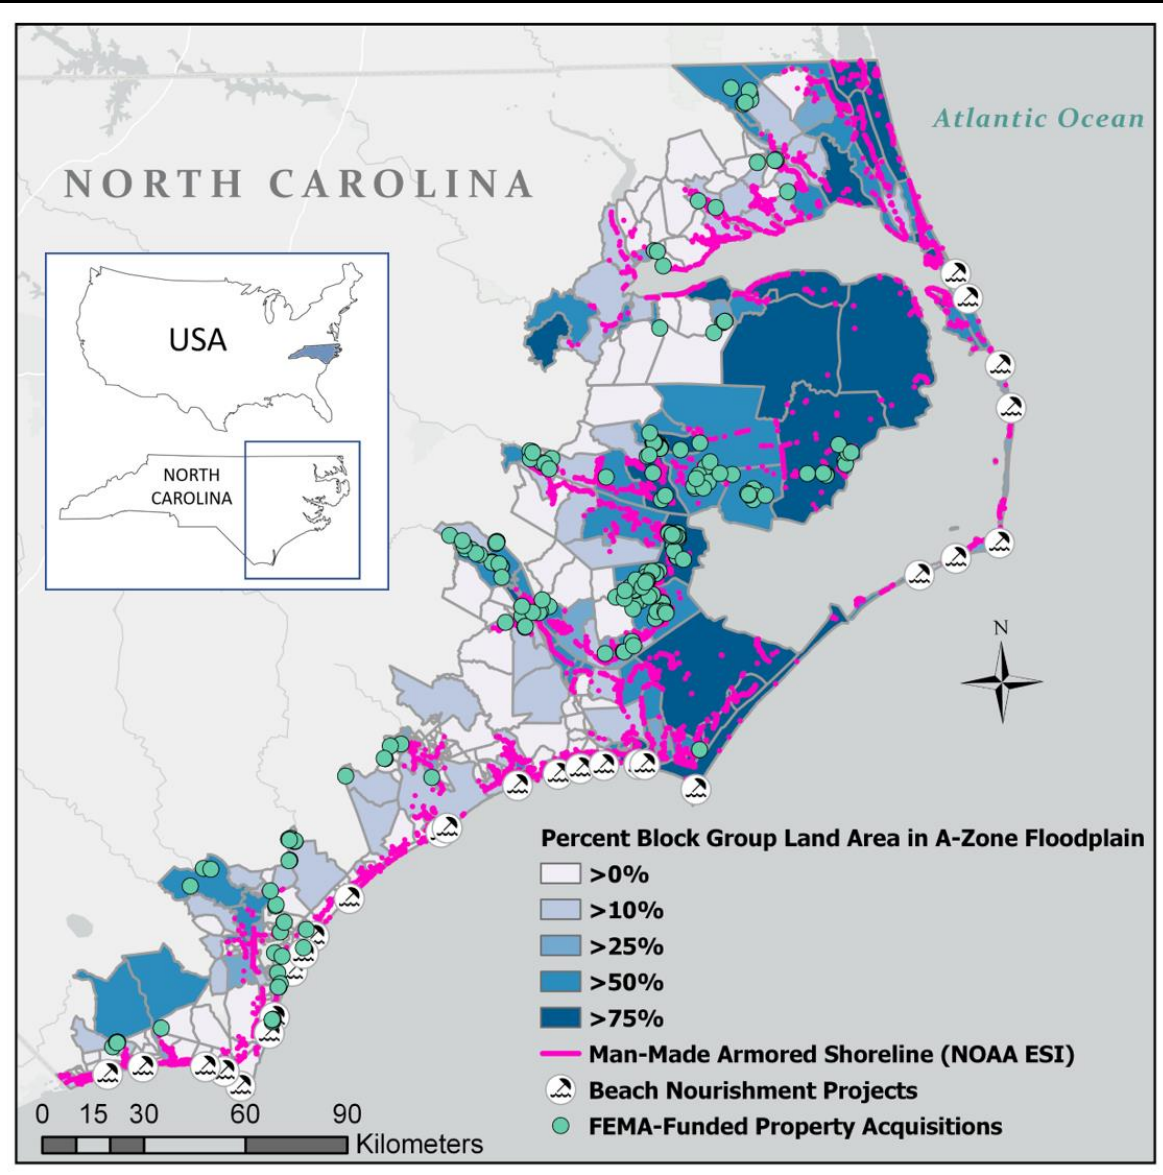 Atlantic Ocean
NORTH CAROLINA
USA
NORTH
CAROLINA
N
Percent Block Group Land Area in A-Zone Floodplain
>0%
>10%
>25%
>50%
>75%
Man-Made Armored Shoreline (NOAA ESI)
Beach Nourishment Projects
FEMA-Funded Property Acquisitions
0 15 30 60 90
Kilometers